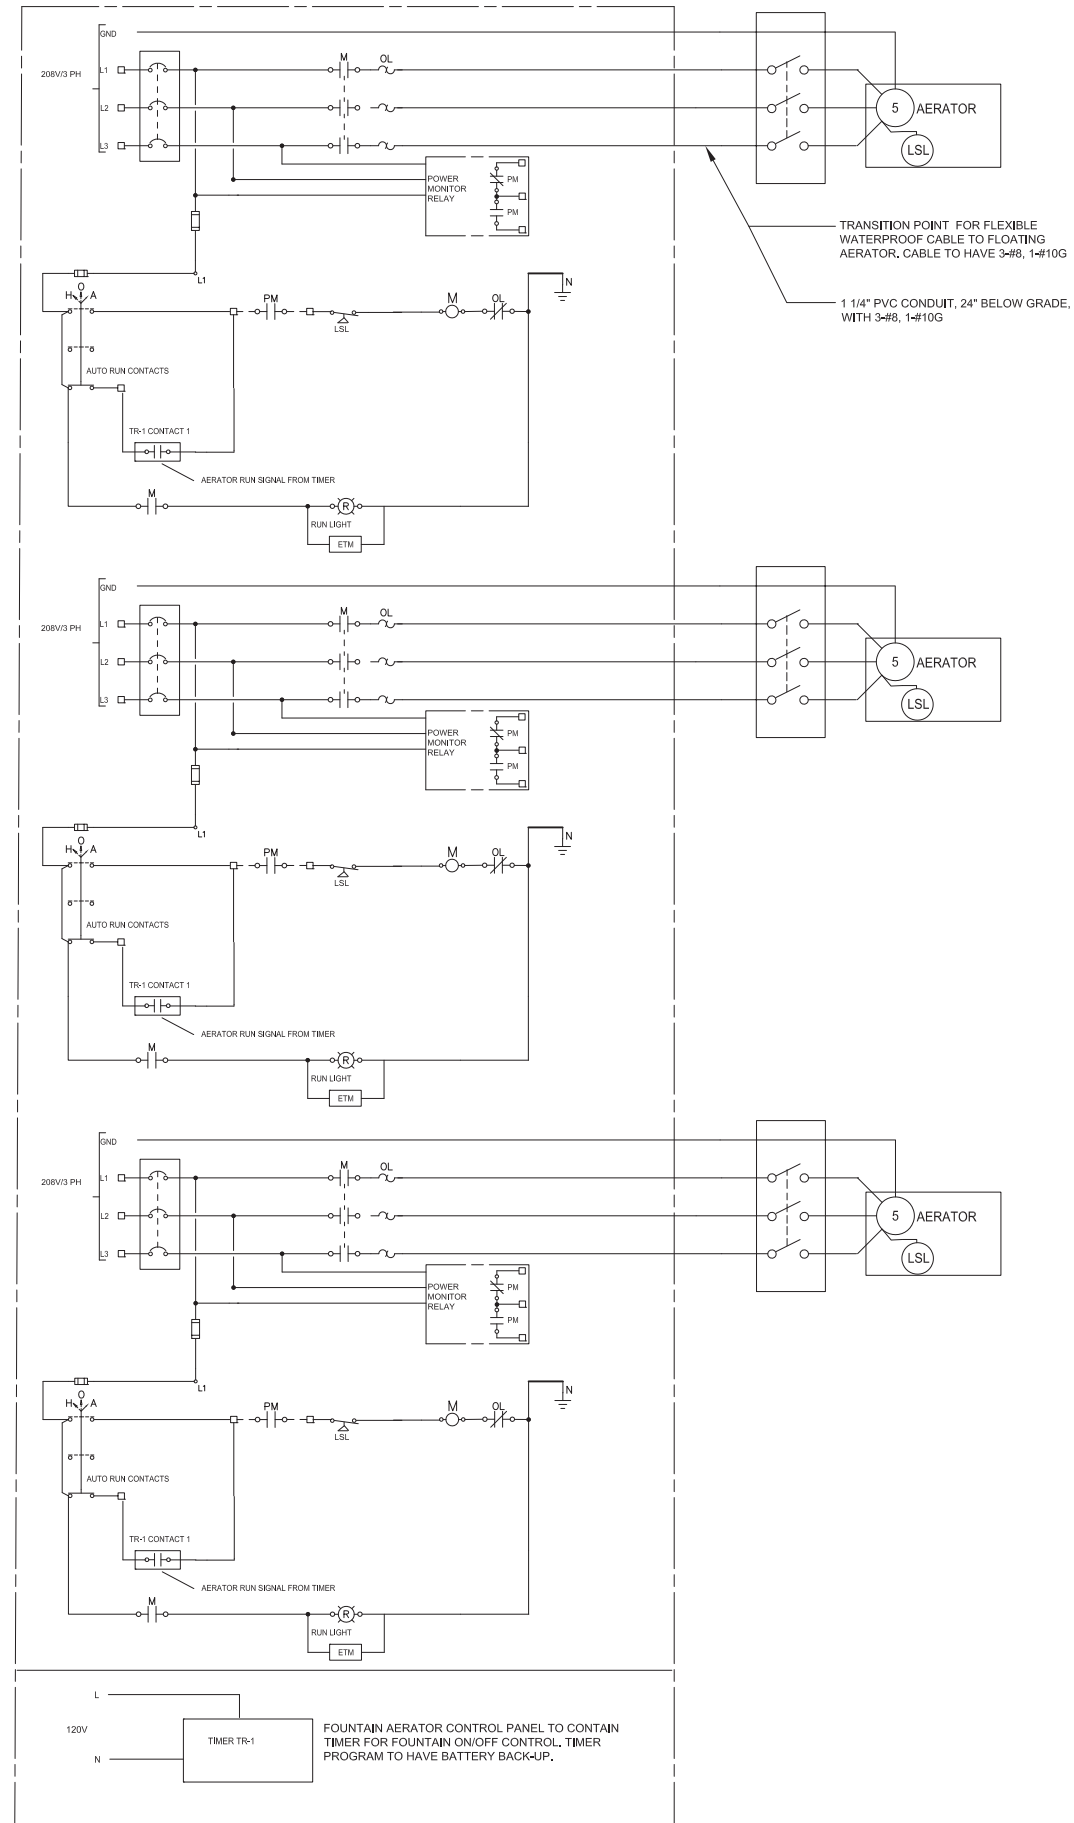 GND
208V/3 PH
L1
M
OL
L2
5
AERATOR
L3
LSL
POWER
MONITOR
RELAY
PM
PM
TRANSITION POINT FOR FLEXIBLE
WATERPROOF CABLE TO FLOATING
AERATOR. CABLE TO HAVE 3-#8, 1-#10G
1 1/4" PVC CONDUIT, 24" BELOW GRADE,
WITH 3-#8, 1-#10G
L1
N
O
H
A
PM
LSL
M
OL
AUTO RUN CONTACTS
TR-1 CONTACT 1
AERATOR RUN SIGNAL FROM TIMER
M
R
RUN LIGHT
ETM
GND
208V/3 PH
L1
M
OL
L2
5
AERATOR
L3
LSL
POWER
MONITOR
RELAY
PM
PM
L1
N
O
H
A
PM
LSL
M
OL
AUTO RUN CONTACTS
TR-1 CONTACT 1
AERATOR RUN SIGNAL FROM TIMER
M
R
RUN LIGHT
ETM
GND
208V/3 PH
L1
M
OL
L2
5
AERATOR
L3
LSL
POWER
MONITOR
RELAY
PM
PM
L1
N
O
H
A
PM
LSL
M
OL
AUTO RUN CONTACTS
TR-1 CONTACT 1
AERATOR RUN SIGNAL FROM TIMER
M
R
RUN LIGHT
ETM
L
120V
N
TIMER TR-1
FOUNTAIN AERATOR CONTROL PANEL TO CONTAIN
TIMER FOR FOUNTAIN ON/OFF CONTROL. TIMER
PROGRAM TO HAVE BATTERY BACK-UP.